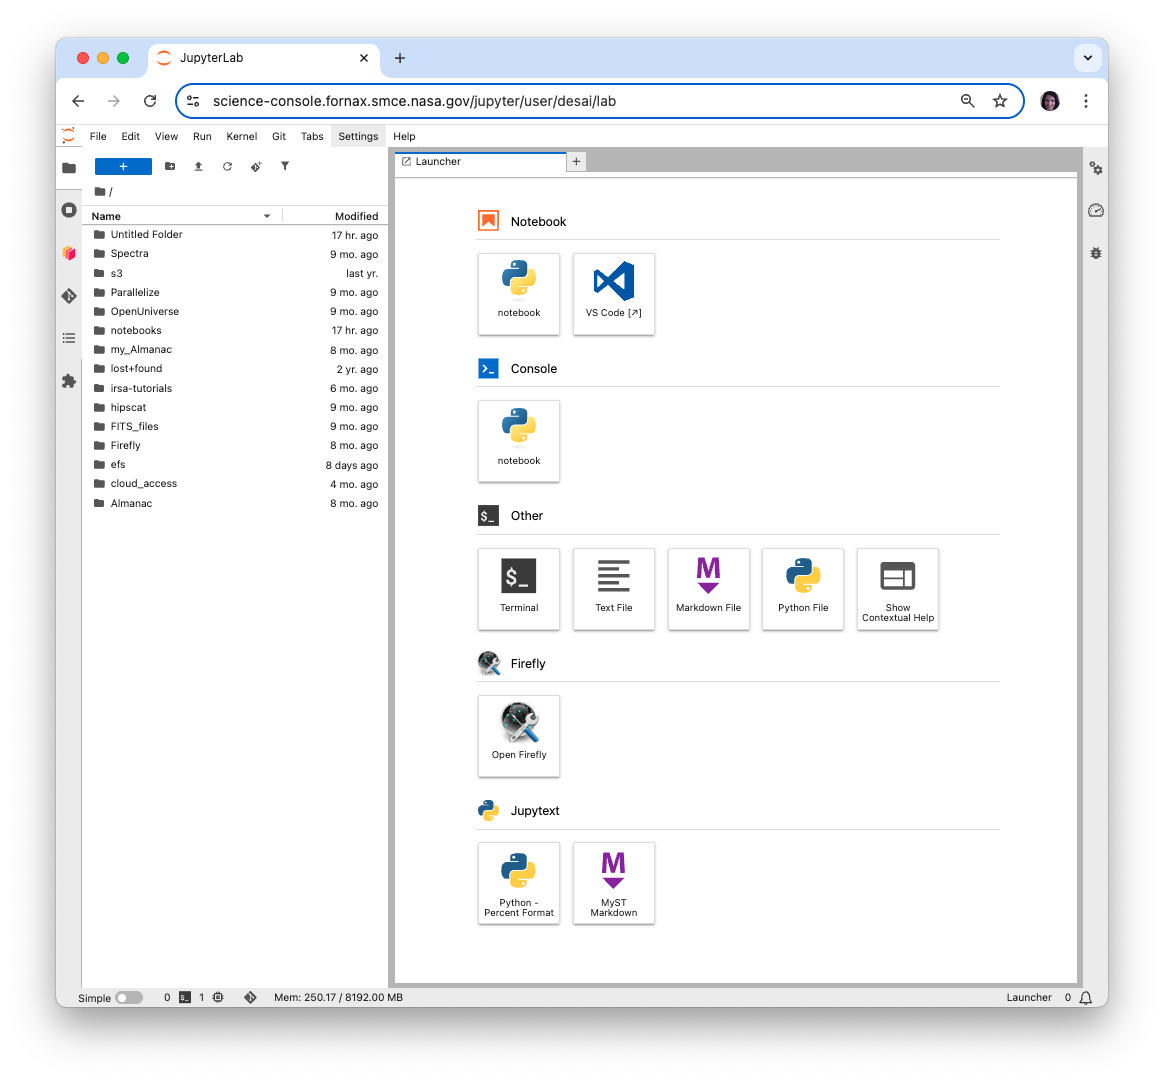 JupyterLab
science-console.fornax.smce.nasa.gov/jupyter/user/desai/lab
File Edit View Run Kernel Git Tabs Settings Help
+
/
Name Modified
Untitled Folder 17 hr. ago
Spectra 9 mo. ago
s3 last yr.
Parallelize 9 mo. ago
OpenUniverse 9 mo. ago
notebooks 17 hr. ago
my_Almanac 8 mo. ago
lost+found 2 yr. ago
irsa-tutorials 6 mo. ago
hipscat 9 mo. ago
FITS_files 9 mo. ago
Firefly 8 mo. ago
efs 8 days ago
cloud_access 4 mo. ago
Almanac 8 mo. ago
Launcher +
Notebook
notebook
VS Code [↗]
Console
notebook
$_ Other
$_
Terminal
Text File
M
Markdown File
Python File
Show
Contextual Help
Firefly
Open Firefly
Jupytext
Python -
Percent Format
M
MyST
Markdown
Simple 0 $_ 1 Mem: 250.17 / 8192.00 MB Launcher 0